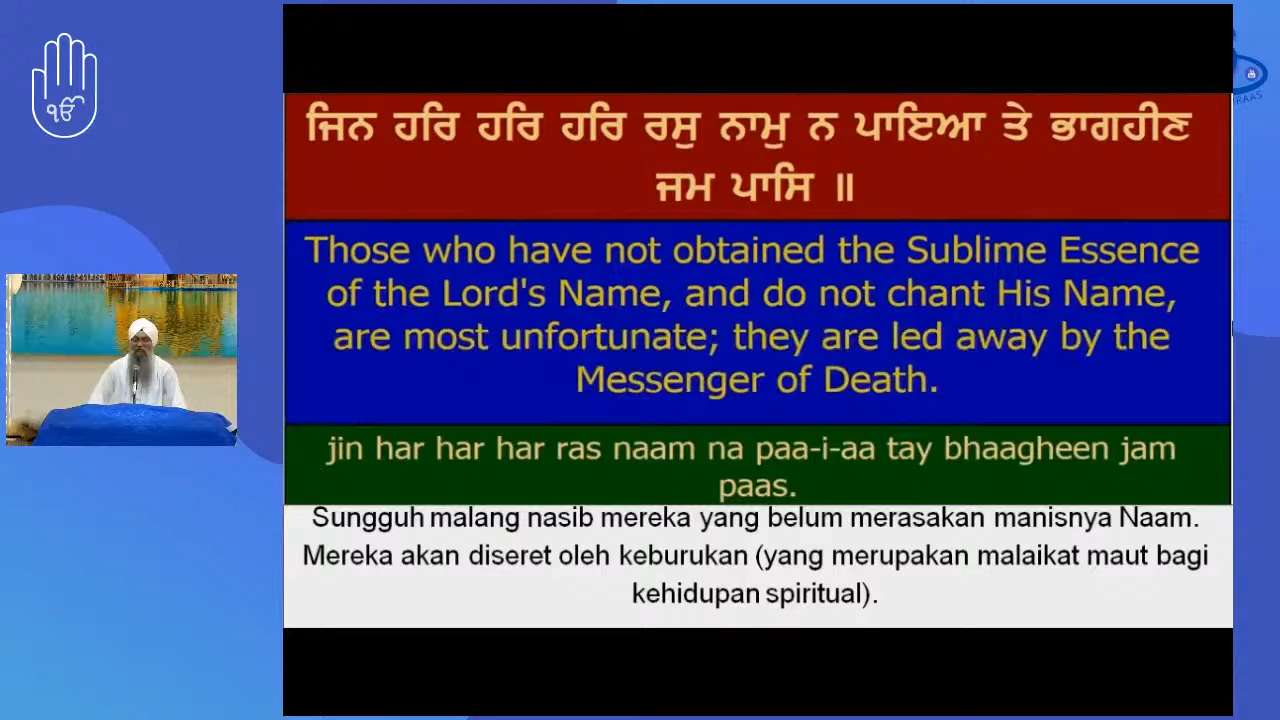 ੴ
ਜਿਨ ਹਰਿ ਹਰਿ ਹਰਿ ਰਸੁ ਨਾਮੁ ਨ ਪਾਇਆ ਤੇ ਭਾਗਹੀਣ
ਜਮ ਪਾਸਿ ॥
Those who have not obtained the Sublime Essence
of the Lord's Name, and do not chant His Name,
are most unfortunate; they are led away by the
Messenger of Death.
jin har har har ras naam na paa-i-aa tay bhaagheen jam
paas.
Sungguh malang nasib mereka yang belum merasakan manisnya Naam.
Mereka akan diseret oleh keburukan (yang merupakan malaikat maut bagi
kehidupan spiritual).